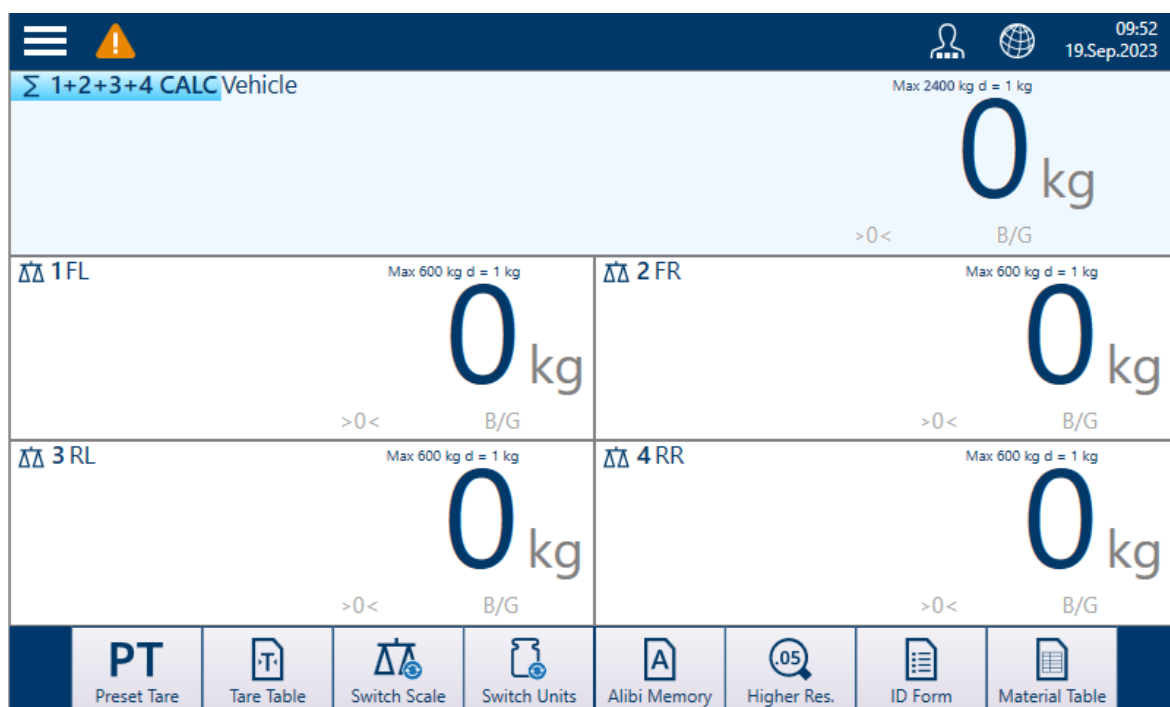 09:52
19.Sep.2023
Σ 1+2+3+4 CALC Vehicle
Max 2400 kg d = 1 kg
0 kg
>0< B/G
1 FL
Max 600 kg d = 1 kg
0 kg
>0< B/G
2 FR
Max 600 kg d = 1 kg
0 kg
>0< B/G
3 RL
Max 600 kg d = 1 kg
0 kg
>0< B/G
4 RR
Max 600 kg d = 1 kg
0 kg
>0< B/G
PT
Preset Tare
T
Tare Table
Switch Scale
Switch Units
A
Alibi Memory
.05
Higher Res.
ID Form
Material Table